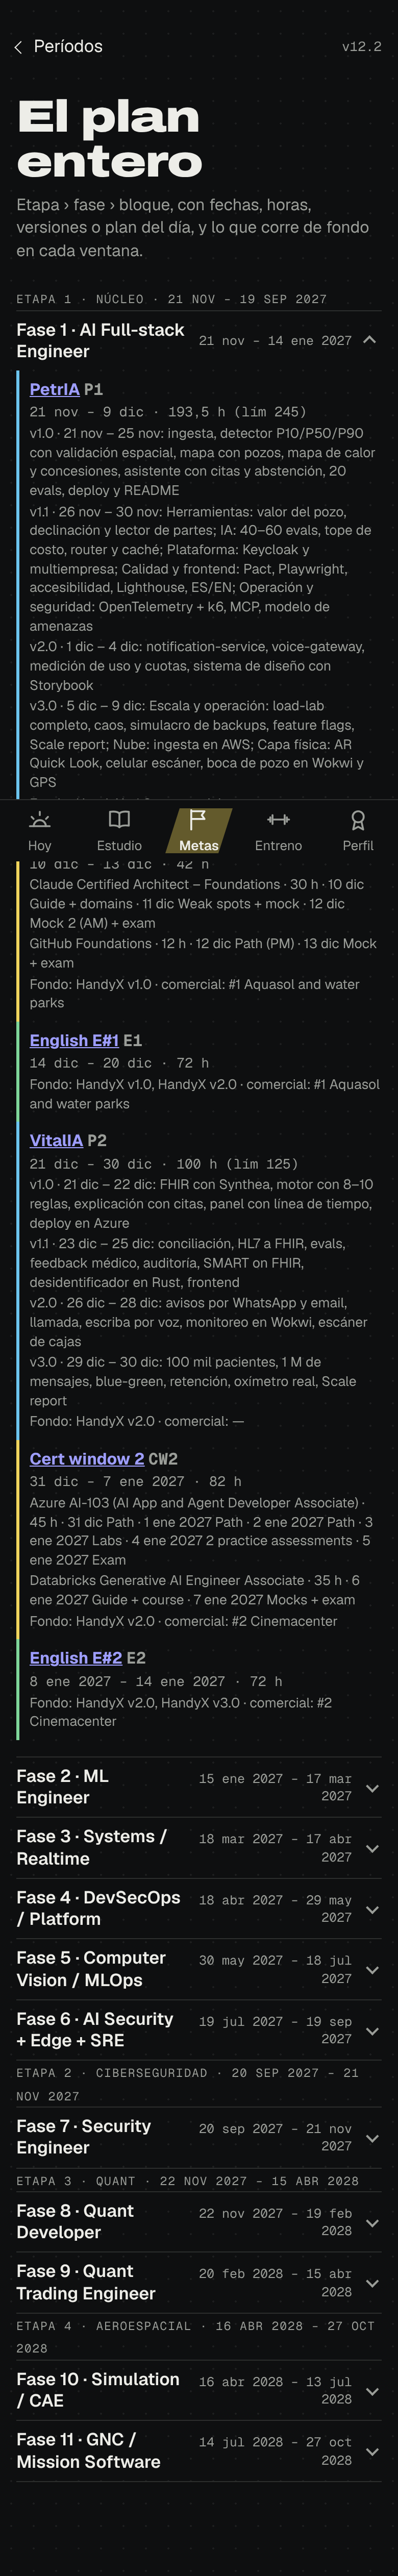 Períodos
v12.2
El plan
entero
Etapa › fase › bloque, con fechas, horas,
versiones o plan del día, y lo que corre de fondo
en cada ventana.
ETAPA 1 · NÚCLEO · 21 NOV – 19 SEP 2027
Fase 1 · AI Full-stack
Engineer
21 nov – 14 ene 2027
PetrIA P1
21 nov – 9 dic · 193,5 h (lím 245)
v1.0 · 21 nov – 25 nov: ingesta, detector P10/P50/P90
con validación espacial, mapa con pozos, mapa de calor
y concesiones, asistente con citas y abstención, 20
evals, deploy y README
v1.1 · 26 nov – 30 nov: Herramientas: valor del pozo,
declinación y lector de partes; IA: 40–60 evals, tope de
costo, router y caché; Plataforma: Keycloak y
multiempresa; Calidad y frontend: Pact, Playwright,
accesibilidad, Lighthouse, ES/EN; Operación y
seguridad: OpenTelemetry + k6, MCP, modelo de
amenazas
v2.0 · 1 dic – 4 dic: notification-service, voice-gateway,
medición de uso y cuotas, sistema de diseño con
Storybook
v3.0 · 5 dic – 9 dic: Escala y operación: load-lab
completo, caos, simulacro de backups, feature flags,
Scale report; Nube: ingesta en AWS; Capa física: AR
Quick Look, celular escáner, boca de pozo en Wokwi y
GPS
Hoy
Estudio
Metas
Entreno
Perfil
10 dic – 13 dic · 42 h
Claude Certified Architect – Foundations · 30 h · 10 dic
Guide + domains · 11 dic Weak spots + mock · 12 dic
Mock 2 (AM) + exam
GitHub Foundations · 12 h · 12 dic Path (PM) · 13 dic Mock
+ exam
Fondo: HandyX v1.0 · comercial: #1 Aquasol and water
parks
English E#1 E1
14 dic – 20 dic · 72 h
Fondo: HandyX v1.0, HandyX v2.0 · comercial: #1 Aquasol
and water parks
VitalIA P2
21 dic – 30 dic · 100 h (lím 125)
v1.0 · 21 dic – 22 dic: FHIR con Synthea, motor con 8–10
reglas, explicación con citas, panel con línea de tiempo,
deploy en Azure
v1.1 · 23 dic – 25 dic: conciliación, HL7 a FHIR, evals,
feedback médico, auditoría, SMART on FHIR,
desidentificador en Rust, frontend
v2.0 · 26 dic – 28 dic: avisos por WhatsApp y email,
llamada, escriba por voz, monitoreo en Wokwi, escáner
de cajas
v3.0 · 29 dic – 30 dic: 100 mil pacientes, 1 M de
mensajes, blue-green, retención, oxímetro real, Scale
report
Fondo: HandyX v2.0 · comercial: —
Cert window 2 CW2
31 dic – 7 ene 2027 · 82 h
Azure AI-103 (AI App and Agent Developer Associate) ·
45 h · 31 dic Path · 1 ene 2027 Path · 2 ene 2027 Path · 3
ene 2027 Labs · 4 ene 2027 2 practice assessments · 5
ene 2027 Exam
Databricks Generative AI Engineer Associate · 35 h · 6
ene 2027 Guide + course · 7 ene 2027 Mocks + exam
Fondo: HandyX v2.0 · comercial: #2 Cinemacenter
English E#2 E2
8 ene 2027 – 14 ene 2027 · 72 h
Fondo: HandyX v2.0, HandyX v3.0 · comercial: #2
Cinemacenter
Fase 2 · ML
Engineer
15 ene 2027 – 17 mar
2027
Fase 3 · Systems /
Realtime
18 mar 2027 – 17 abr
2027
Fase 4 · DevSecOps
/ Platform
18 abr 2027 – 29 may
2027
Fase 5 · Computer
Vision / MLOps
30 may 2027 – 18 jul
2027
Fase 6 · AI Security
+ Edge + SRE
19 jul 2027 – 19 sep
2027
ETAPA 2 · CIBERSEGURIDAD · 20 SEP 2027 – 21
NOV 2027
Fase 7 · Security
Engineer
20 sep 2027 – 21 nov
2027
ETAPA 3 · QUANT · 22 NOV 2027 – 15 ABR 2028
Fase 8 · Quant
Developer
22 nov 2027 – 19 feb
2028
Fase 9 · Quant
Trading Engineer
20 feb 2028 – 15 abr
2028
ETAPA 4 · AEROESPACIAL · 16 ABR 2028 – 27 OCT
2028
Fase 10 · Simulation
/ CAE
16 abr 2028 – 13 jul
2028
Fase 11 · GNC /
Mission Software
14 jul 2028 – 27 oct
2028